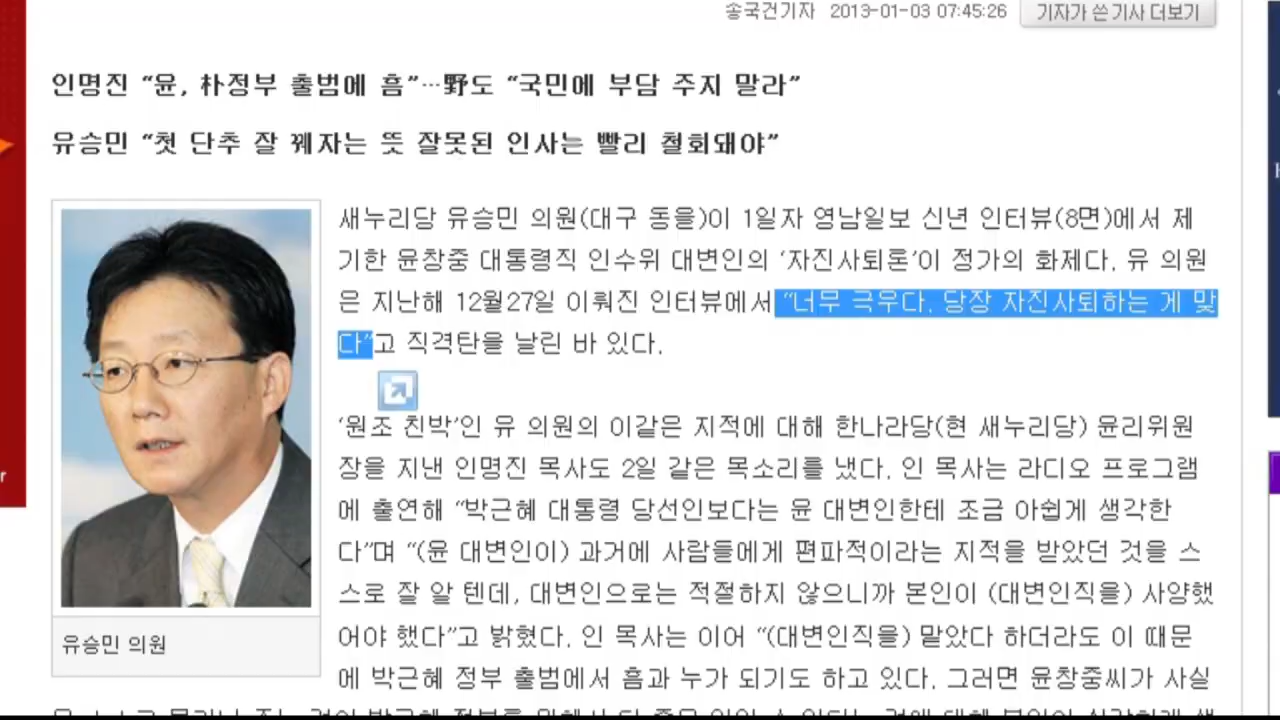 송국건기자 2013-01-03 07:45:26 기자가 쓴 기사 더보기
인명진 “윤, 朴정부 출범에 흠”…野도 “국민에 부담 주지 말라”
유승민 “첫 단추 잘 꿰자는 뜻 잘못된 인사는 빨리 철회돼야”
새누리당 유승민 의원(대구 동을)이 1일자 영남일보 신년 인터뷰(8면)에서 제
기한 윤창중 대통령직 인수위 대변인의 ‘자진사퇴론’이 정가의 화제다. 유 의원
은 지난해 12월27일 이뤄진 인터뷰에서 “너무 극우다. 당장 자진사퇴하는 게 맞
다”고 직격탄을 날린 바 있다.
‘원조 친박’인 유 의원의 이같은 지적에 대해 한나라당(현 새누리당) 윤리위원
장을 지낸 인명진 목사도 2일 같은 목소리를 냈다. 인 목사는 라디오 프로그램
에 출연해 “박근혜 대통령 당선인보다는 윤 대변인한테 조금 아쉽게 생각한
다”며 “(윤 대변인이) 과거에 사람들에게 편파적이라는 지적을 받았던 것을 스
스로 잘 알 텐데, 대변인으로는 적절하지 않으니까 본인이 (대변인직을) 사양했
어야 했다”고 밝혔다. 인 목사는 이어 “(대변인직을) 맡았다 하더라도 이 때문
에 박근혜 정부 출범에서 흠과 누가 되기도 하고 있다. 그러면 윤창중씨가 사실
유승민 의원